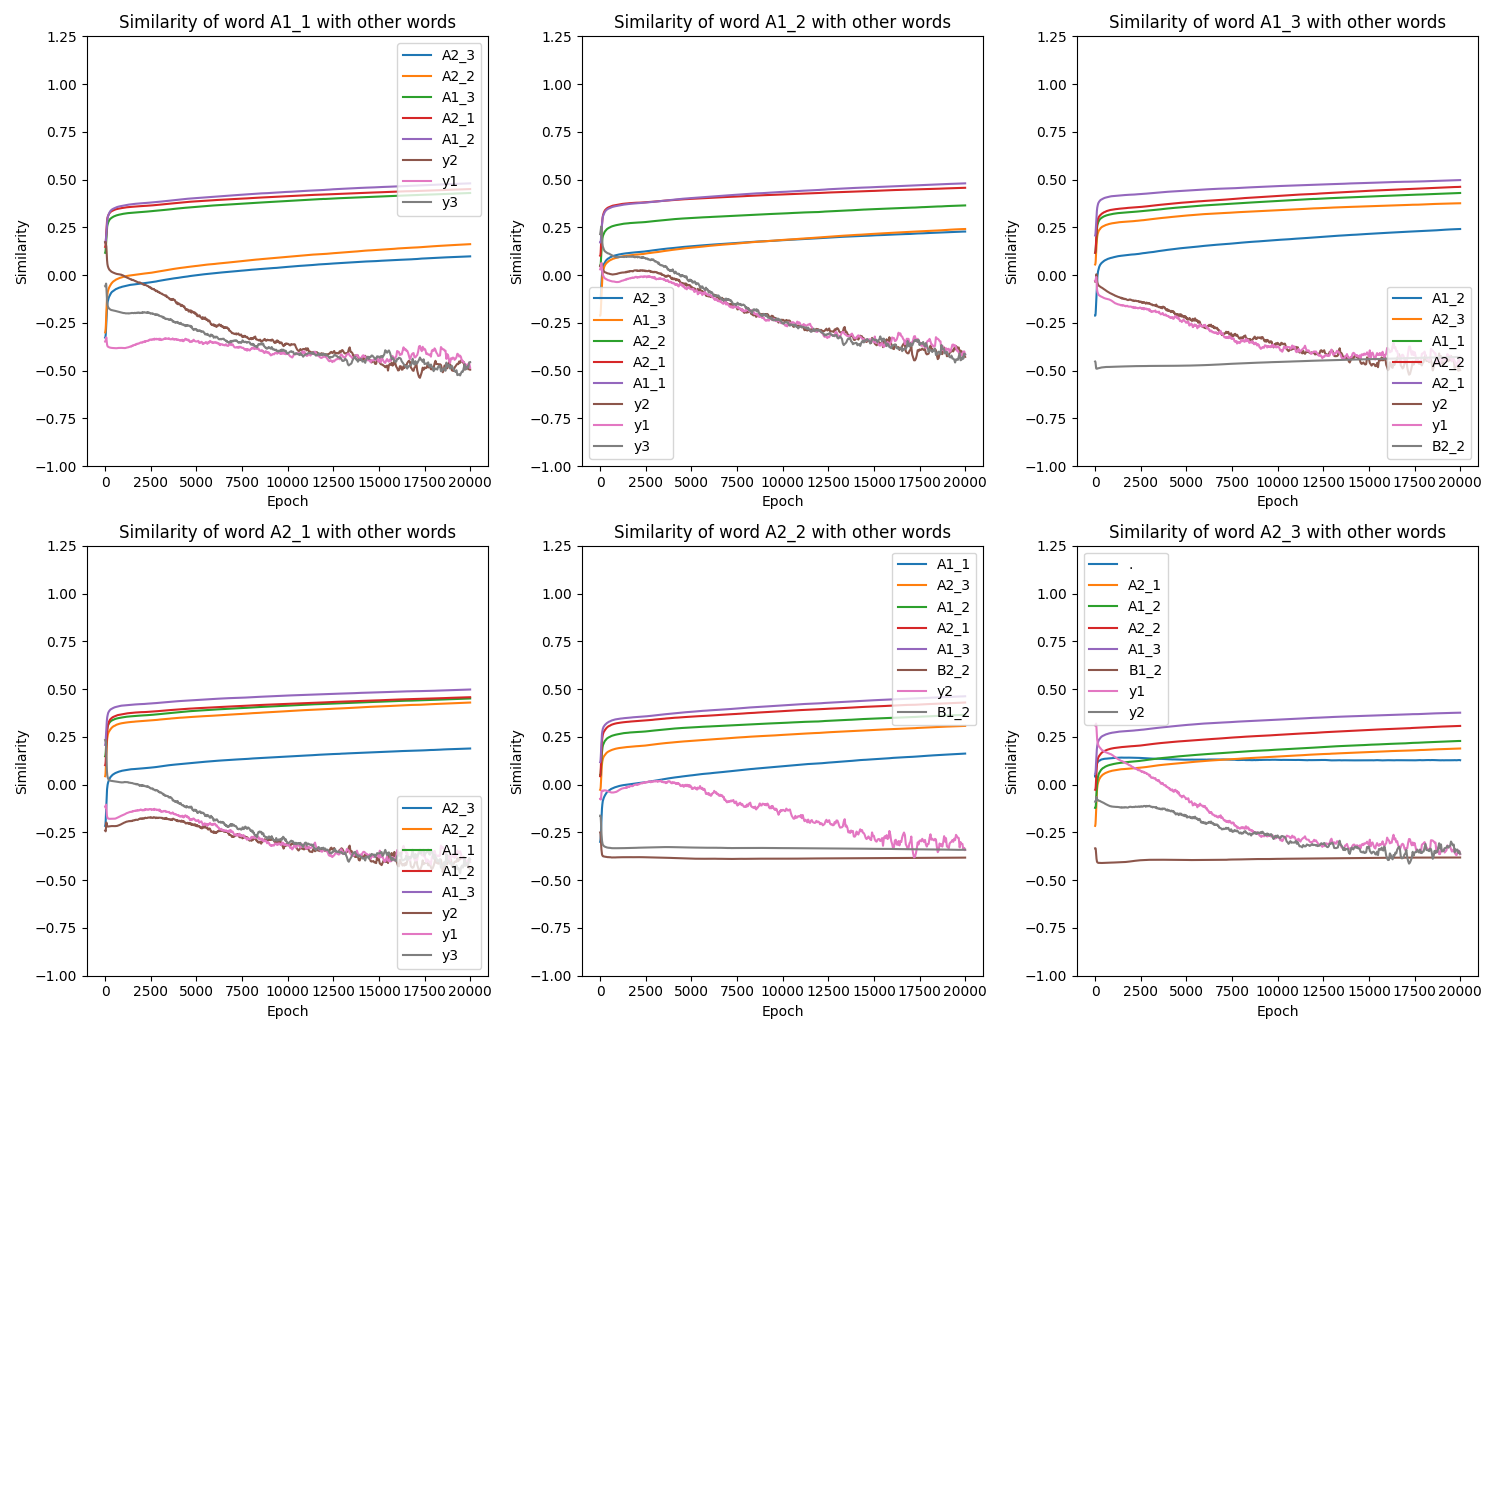 Similarity of word A1_1 with other words
1.25
1.00
0.75
0.50
0.25
0.00
−0.25
−0.50
−0.75
−1.00
Similarity
0 2500 5000 7500 10000 12500 15000 17500 20000
Epoch
A2_3
A2_2
A1_3
A2_1
A1_2
y2
y1
y3
Similarity of word A1_2 with other words
1.25
1.00
0.75
0.50
0.25
0.00
−0.25
−0.50
−0.75
−1.00
Similarity
0 2500 5000 7500 10000 12500 15000 17500 20000
Epoch
A2_3
A1_3
A2_2
A2_1
A1_1
y2
y1
y3
Similarity of word A1_3 with other words
1.25
1.00
0.75
0.50
0.25
0.00
−0.25
−0.50
−0.75
−1.00
Similarity
0 2500 5000 7500 10000 12500 15000 17500 20000
Epoch
A1_2
A2_3
A1_1
A2_2
A2_1
y2
y1
B2_2
Similarity of word A2_1 with other words
1.25
1.00
0.75
0.50
0.25
0.00
−0.25
−0.50
−0.75
−1.00
Similarity
0 2500 5000 7500 10000 12500 15000 17500 20000
Epoch
A2_3
A2_2
A1_1
A1_2
A1_3
y2
y1
y3
Similarity of word A2_2 with other words
1.25
1.00
0.75
0.50
0.25
0.00
−0.25
−0.50
−0.75
−1.00
Similarity
0 2500 5000 7500 10000 12500 15000 17500 20000
Epoch
A1_1
A2_3
A1_2
A2_1
A1_3
B2_2
y2
B1_2
Similarity of word A2_3 with other words
1.25
1.00
0.75
0.50
0.25
0.00
−0.25
−0.50
−0.75
−1.00
Similarity
0 2500 5000 7500 10000 12500 15000 17500 20000
Epoch
.
A2_1
A1_2
A2_2
A1_3
B1_2
y1
y2